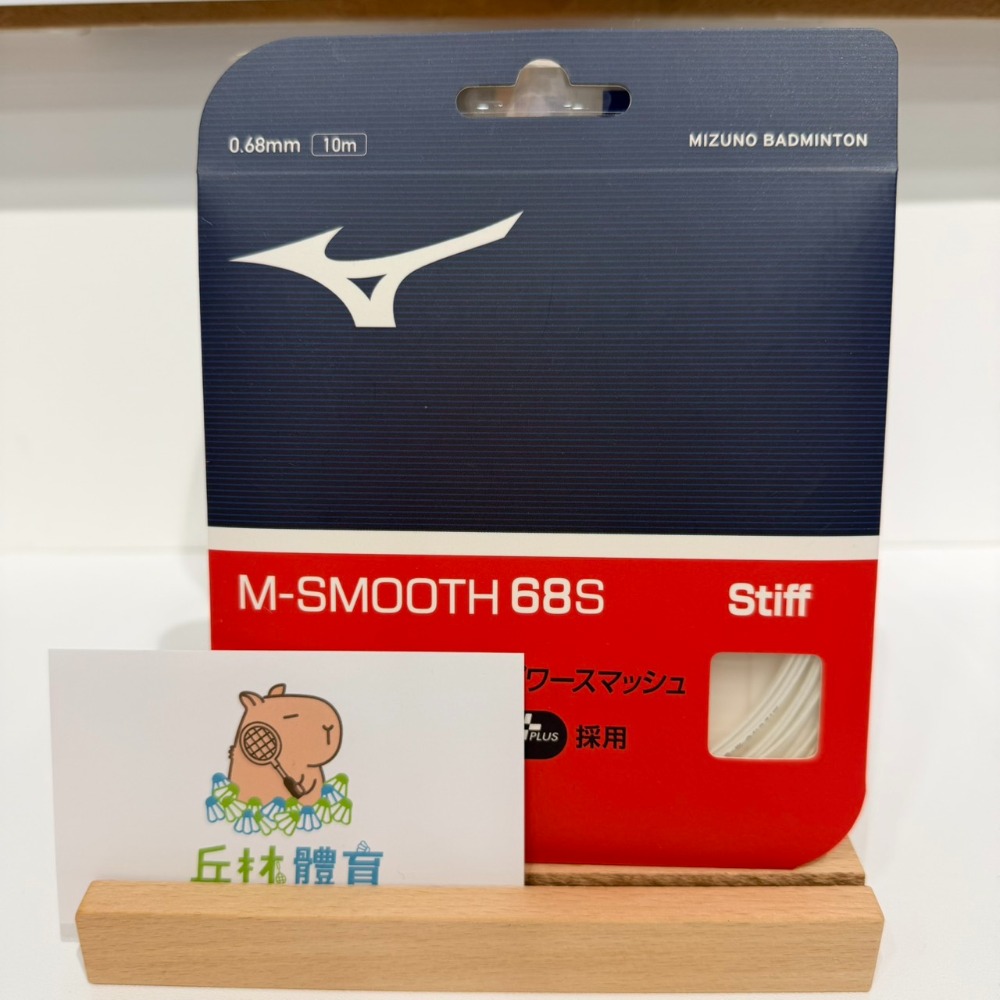 0.68mm 10m
MIZUNO BADMINTON
M-SMOOTH 68S
Stiff
ワースマッシュ
PLUS 採用
丘林體育